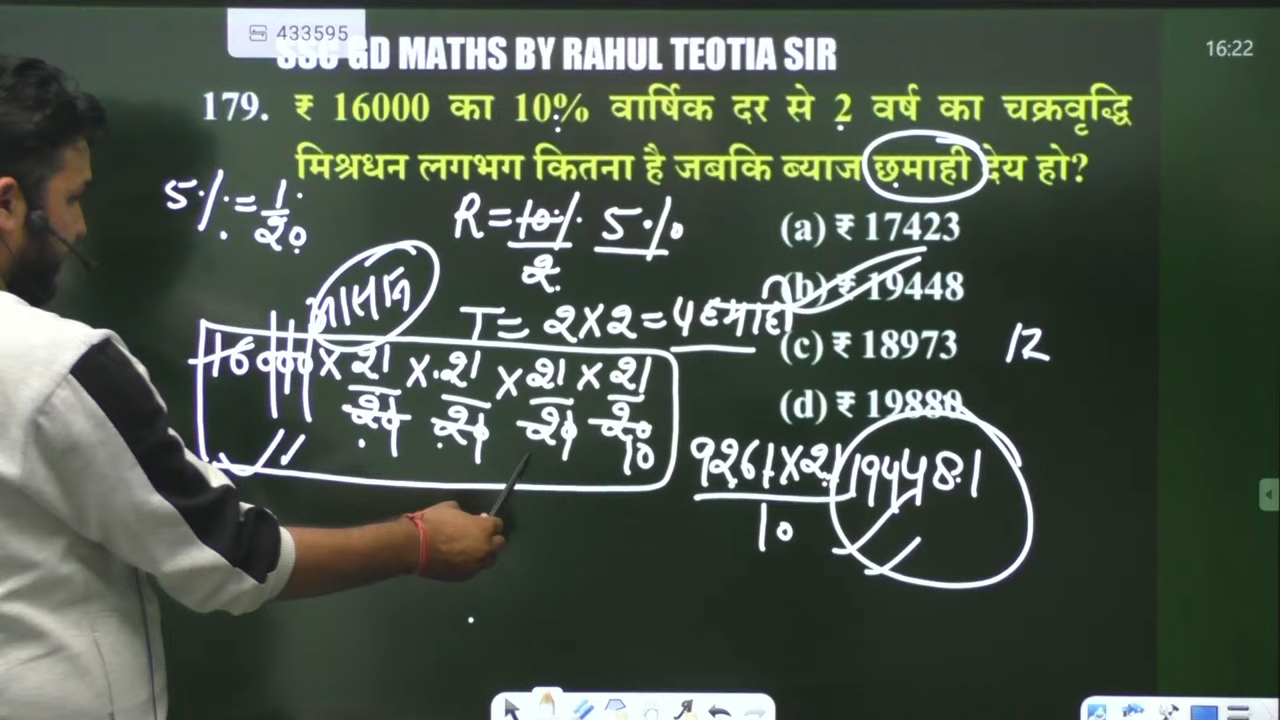 433595
SSC GD MATHS BY RAHUL TEOTIA SIR
16:22
179. ₹ 16000 का 10% वार्षिक दर से 2 वर्ष का चक्रवृद्धि
मिश्रधन लगभग कितना है जबकि ब्याज छमाही देय हो?
5% = 1/20
R = 10%/2 5%
(a) ₹ 17423
(b) ₹ 19448
T = 2×2 = 4 छमाही
(c) ₹ 18973
12
16000 × 21/20 × 21/20 × 21/20 × 21/20
10
(d) ₹ 19880
9261×21/10
19448.1